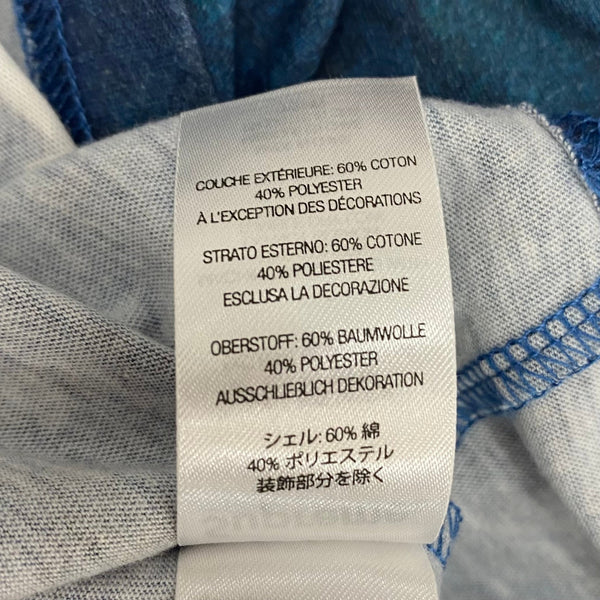 COUCHE EXTÉRIEURE: 60% COTON
40% POLYESTER
À L'EXCEPTION DES DÉCORATIONS
STRATO ESTERNO: 60% COTONE
40% POLIESTERE
ESCLUSA LA DECORAZIONE
OBERSTOFF: 60% BAUMWOLLE
40% POLYESTER
AUSSCHLIEßLICH DEKORATION
シェル: 60% 綿
40% ポリエステル
装飾部分を除く